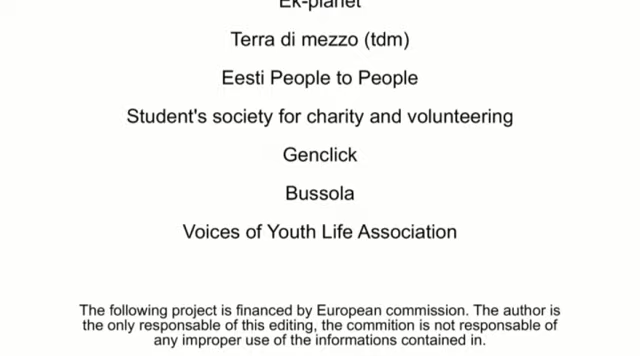 Ek-planet
Terra di mezzo (tdm)
Eesti People to People
Student's society for charity and volunteering
Genclick
Bussola
Voices of Youth Life Association
The following project is financed by European commission. The author is
the only responsable of this editing, the commition is not responsable of
any improper use of the informations contained in.